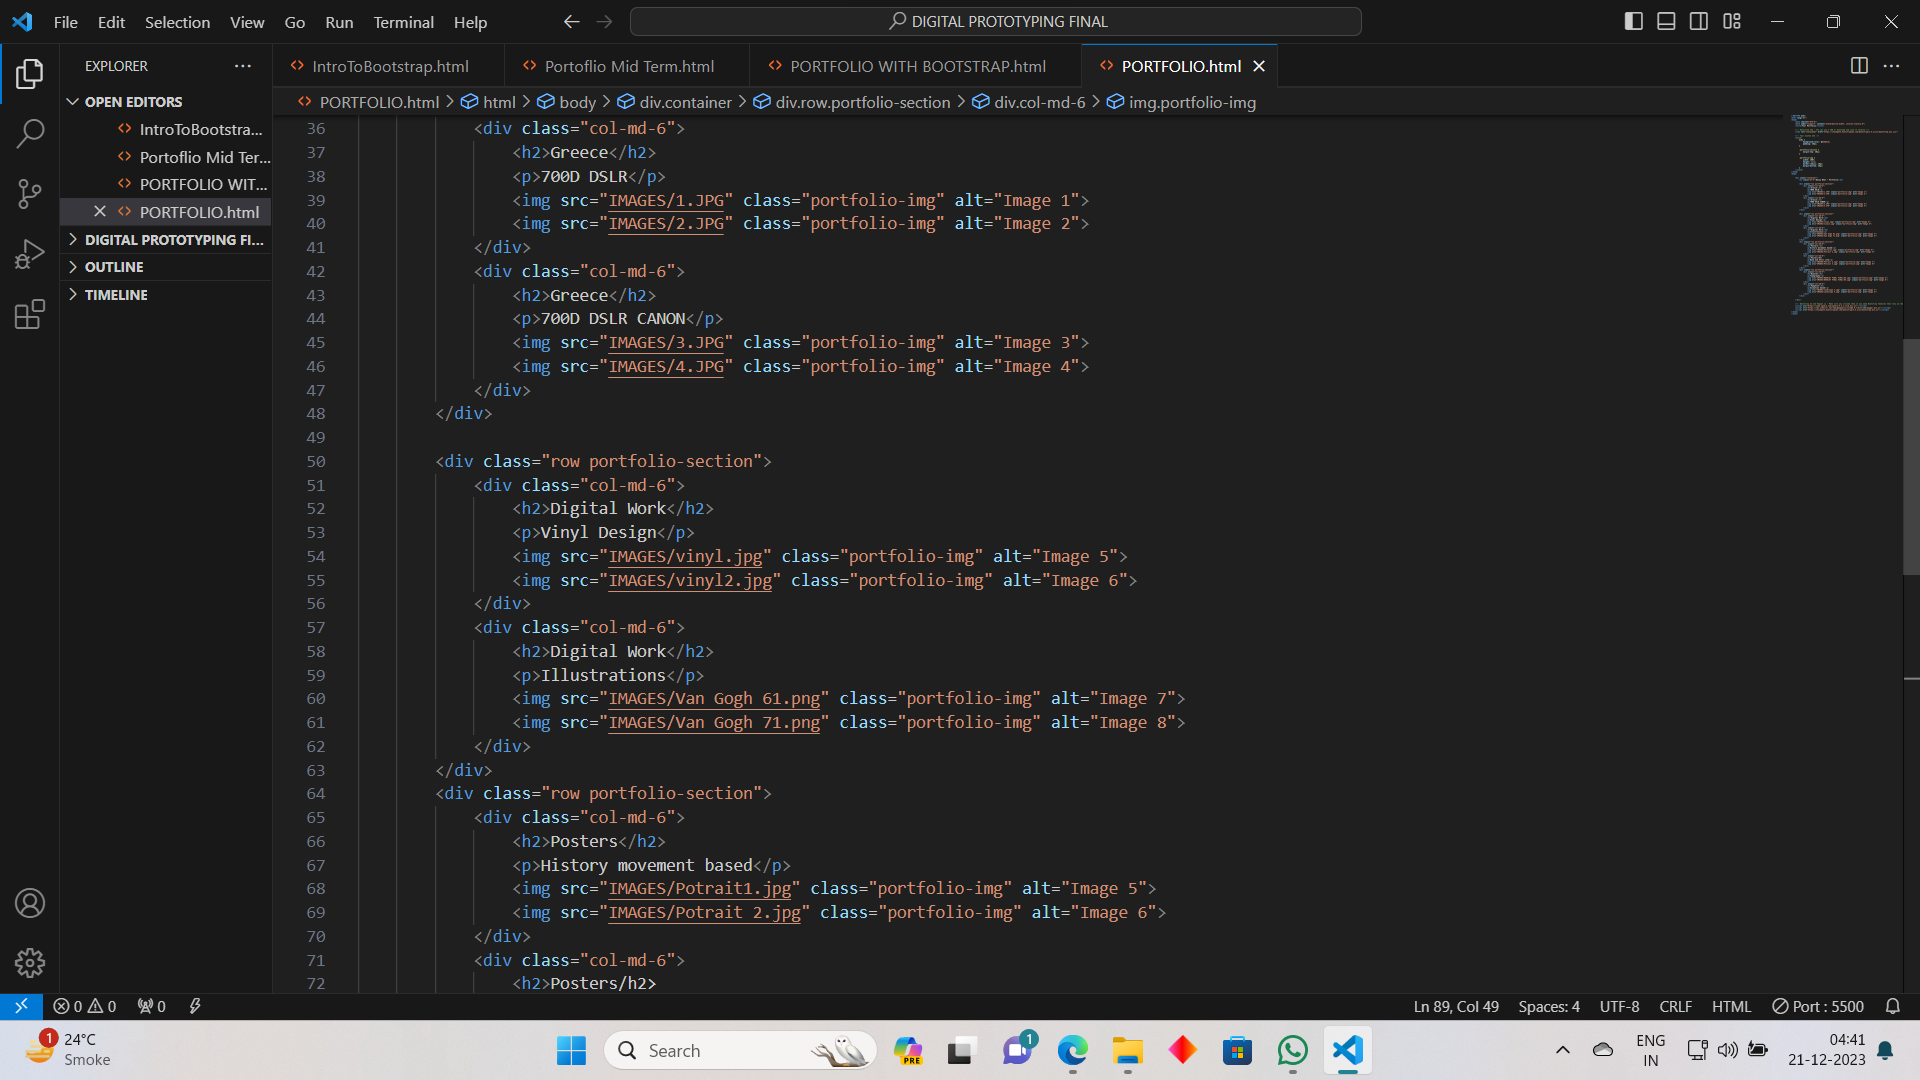 File Edit Selection View Go Run Terminal Help
DIGITAL PROTOTYPING FINAL
EXPLORER
OPEN EDITORS
IntroToBootstra...
Portoflio Mid Ter...
PORTFOLIO WIT...
PORTFOLIO.html
DIGITAL PROTOTYPING FI...
OUTLINE
TIMELINE
IntroToBootstrap.html Portoflio Mid Term.html PORTFOLIO WITH BOOTSTRAP.html PORTFOLIO.html
PORTFOLIO.html > html > body > div.container > div.row.portfolio-section > div.col-md-6 > img.portfolio-img
36 <div class="col-md-6">
37 <h2>Greece</h2>
38 <p>700D DSLR</p>
39 <img src="IMAGES/1.JPG" class="portfolio-img" alt="Image 1">
40 <img src="IMAGES/2.JPG" class="portfolio-img" alt="Image 2">
41 </div>
42 <div class="col-md-6">
43 <h2>Greece</h2>
44 <p>700D DSLR CANON</p>
45 <img src="IMAGES/3.JPG" class="portfolio-img" alt="Image 3">
46 <img src="IMAGES/4.JPG" class="portfolio-img" alt="Image 4">
47 </div>
48 </div>
49
50 <div class="row portfolio-section">
51 <div class="col-md-6">
52 <h2>Digital Work</h2>
53 <p>Vinyl Design</p>
54 <img src="IMAGES/vinyl.jpg" class="portfolio-img" alt="Image 5">
55 <img src="IMAGES/vinyl2.jpg" class="portfolio-img" alt="Image 6">
56 </div>
57 <div class="col-md-6">
58 <h2>Digital Work</h2>
59 <p>Illustrations</p>
60 <img src="IMAGES/Van Gogh 61.png" class="portfolio-img" alt="Image 7">
61 <img src="IMAGES/Van Gogh 71.png" class="portfolio-img" alt="Image 8">
62 </div>
63 </div>
64 <div class="row portfolio-section">
65 <div class="col-md-6">
66 <h2>Posters</h2>
67 <p>History movement based</p>
68 <img src="IMAGES/Potrait1.jpg" class="portfolio-img" alt="Image 5">
69 <img src="IMAGES/Potrait 2.jpg" class="portfolio-img" alt="Image 6">
70 </div>
71 <div class="col-md-6">
72 <h2>Posters/h2>
0 0 0 Ln 89, Col 49 Spaces: 4 UTF-8 CRLF HTML Port : 5500
1 24°C
Smoke
Search
PRE
1
ENG
IN
04:41
21-12-2023